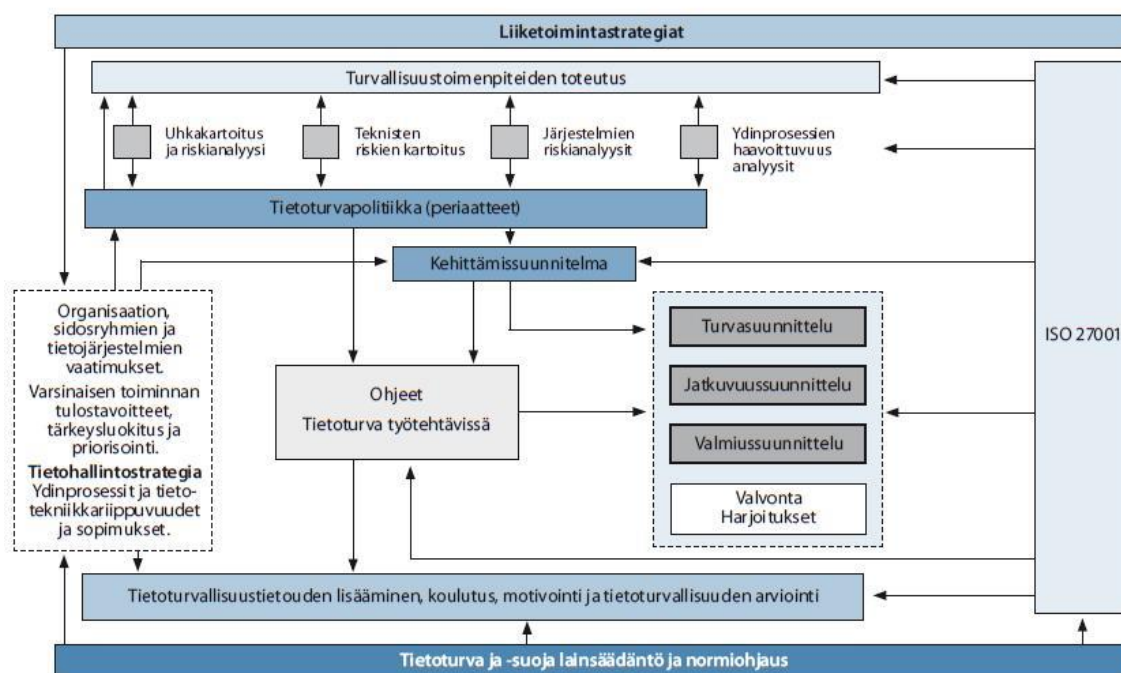 Liiketoimintastrategiat
Turvallisuustoimenpiteiden toteutus
Uhkakartoitus
ja riskianalyysi
Teknisten
riskien kartoitus
Järjestelmien
riskianalyysit
Ydinprosessien
haavoittuvuus
analyysit
Tietoturvapolitiikka (periaatteet)
Kehittämissuunnitelma
Organisaation,
sidosryhmien ja
tietojärjestelmien
vaatimukset.
Varsinaisen toiminnan
tulostavoitteet,
tärkeysluokitus ja
priorisointi.
Tietohallintostrategia
Ydinprosessit ja tieto-
tekniikkariippuvuudet
ja sopimukset.
Ohjeet
Tietoturva työtehtävissä
Turvasuunnittelu
Jatkuvuussuunnittelu
Valmiussuunnittelu
Valvonta
Harjoitukset
ISO 27001
Tietoturvallisuustietouden lisääminen, koulutus, motivointi ja tietoturvallisuuden arviointi
Tietoturva ja -suoja lainsäädäntö ja normiohjaus